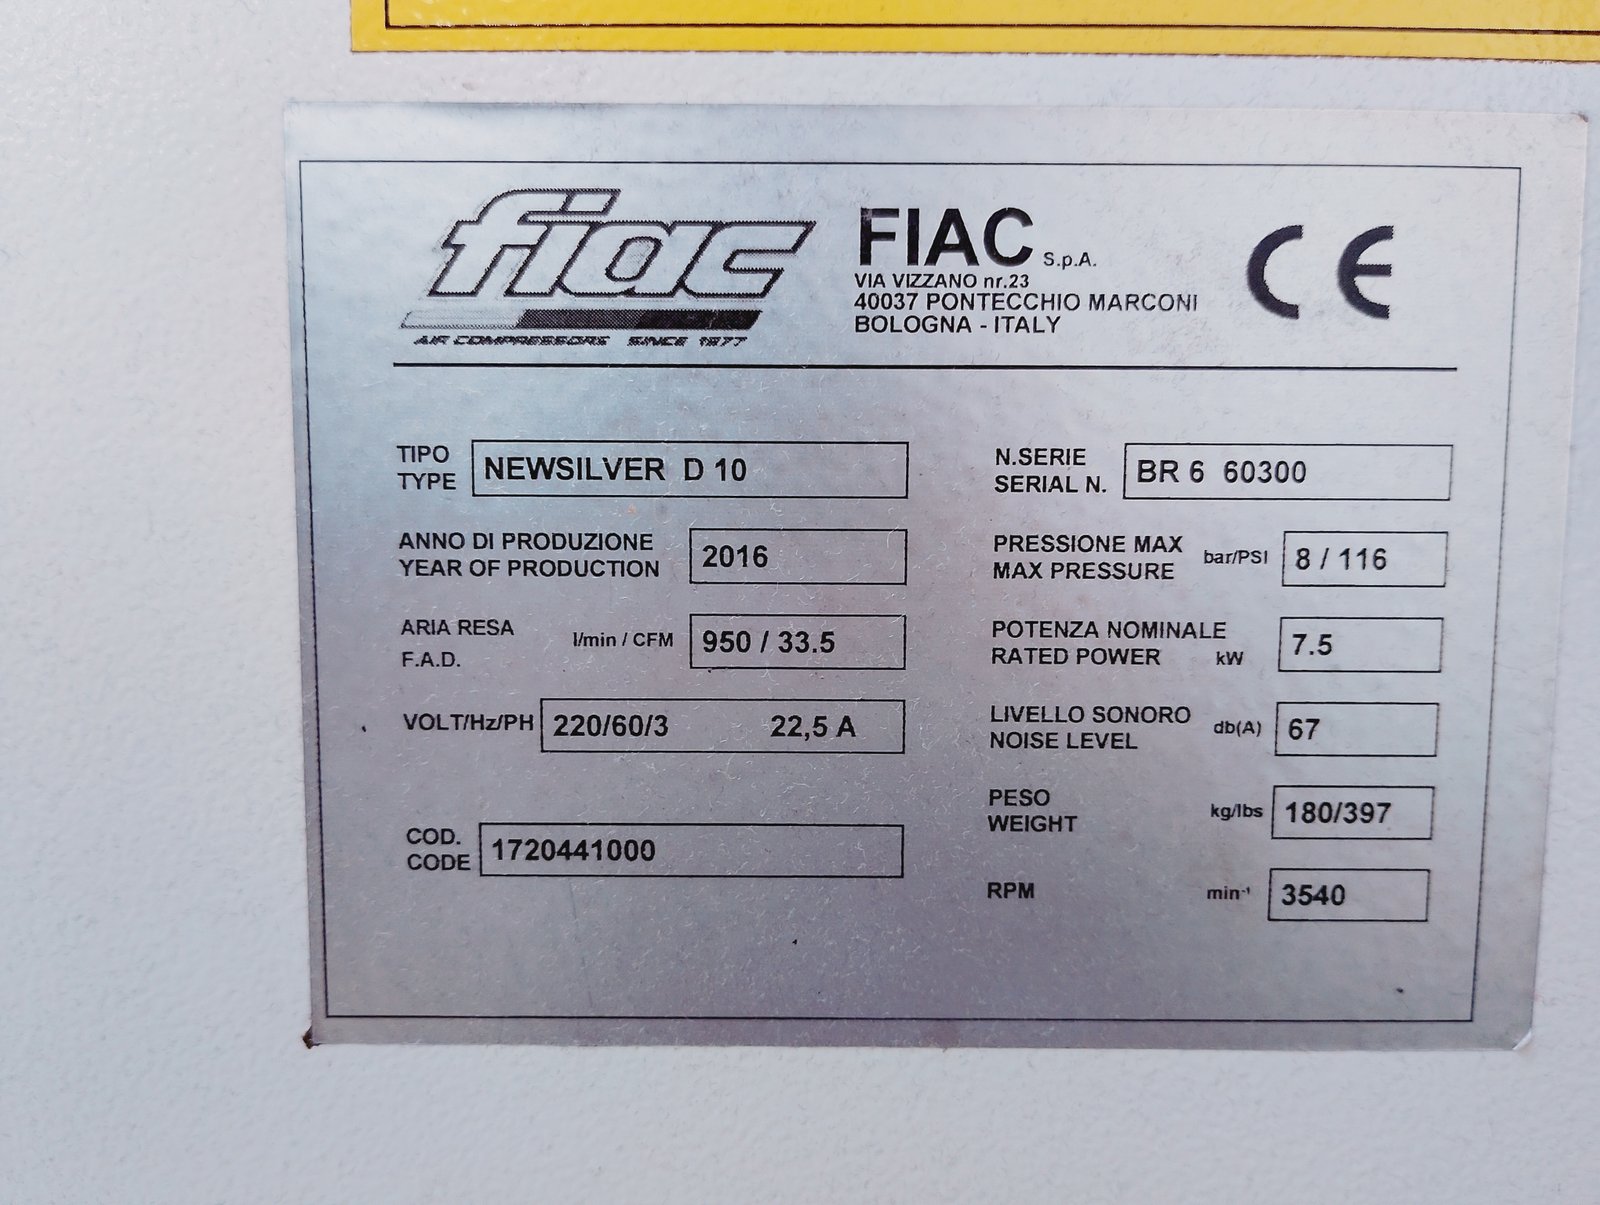 fiac
AIR COMPRESSORS SINCE 1977
FIAC S.p.A.
VIA VIZZANO nr.23
40037 PONTECCHIO MARCONI
BOLOGNA - ITALY
CE
TIPO
TYPE
NEWSILVER D 10
N.SERIE
SERIAL N.
BR 6 60300
ANNO DI PRODUZIONE
YEAR OF PRODUCTION
2016
PRESSIONE MAX
MAX PRESSURE
bar/PSI
8 / 116
ARIA RESA
F.A.D.
l/min / CFM
950 / 33.5
POTENZA NOMINALE
RATED POWER kW
7.5
VOLT/Hz/PH
220/60/3 22,5 A
LIVELLO SONORO
NOISE LEVEL
db(A)
67
PESO
WEIGHT
kg/lbs
180/397
COD.
CODE
1720441000
RPM min⁻¹ 3540